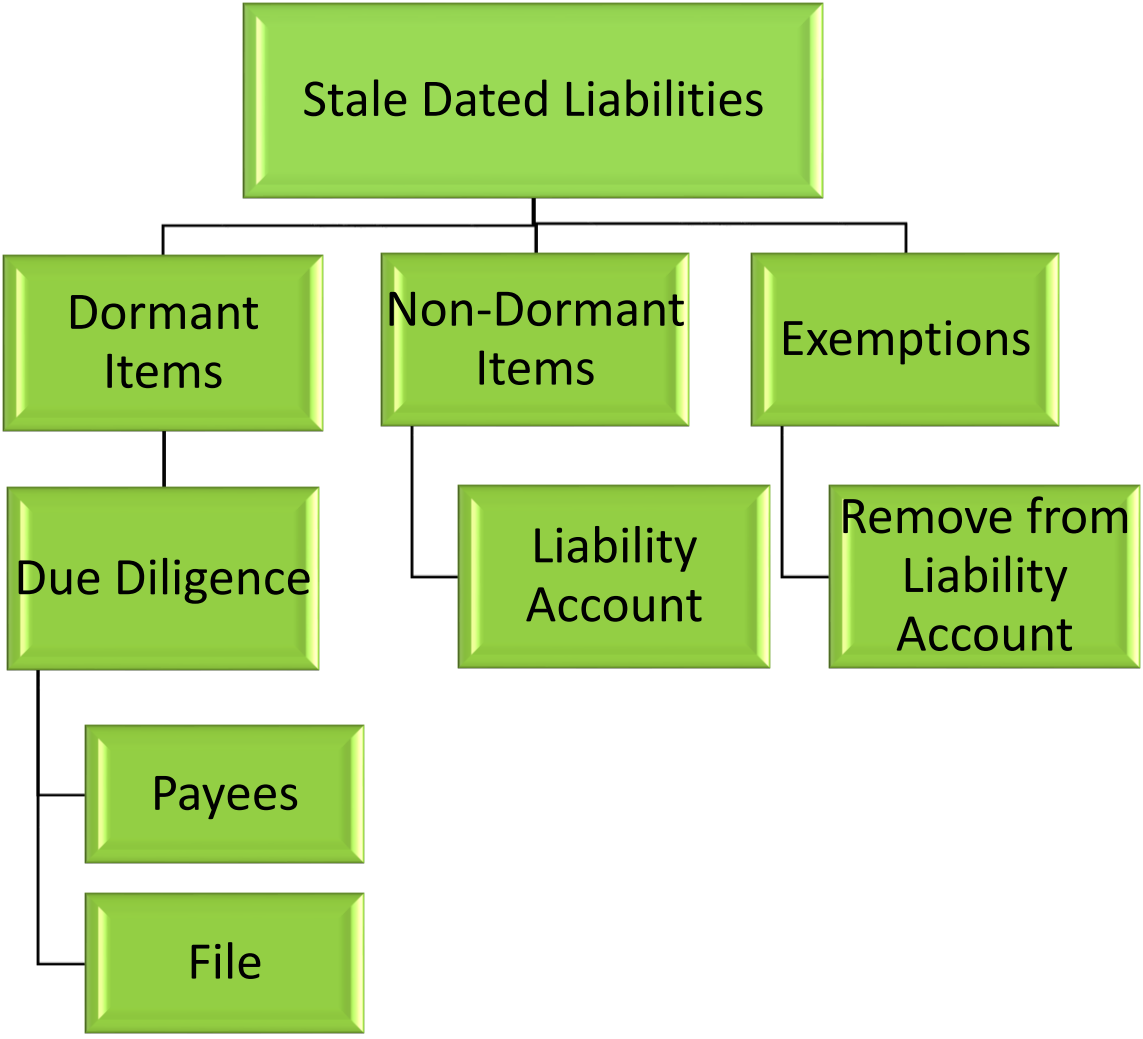 Stale Dated Liabilities
Dormant
Items
Non-Dormant
Items
Exemptions
Due Diligence
Liability
Account
Remove from
Liability
Account
Payees
File